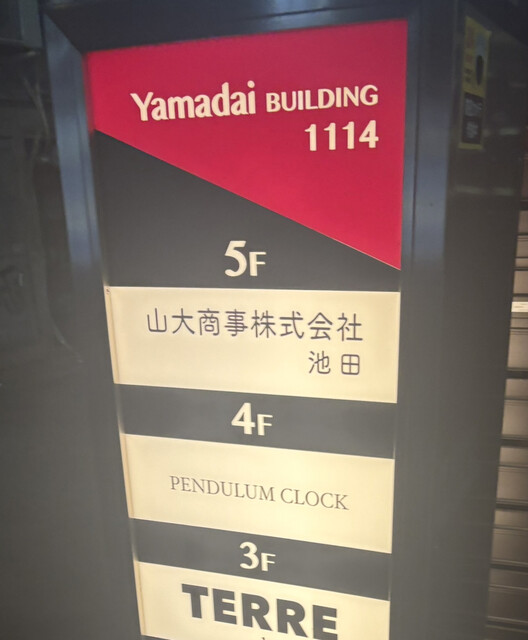 Yamadai BUILDING
1114
5F
山大商事株式会社
池田
4F
PENDULUM CLOCK
3F
TERRE